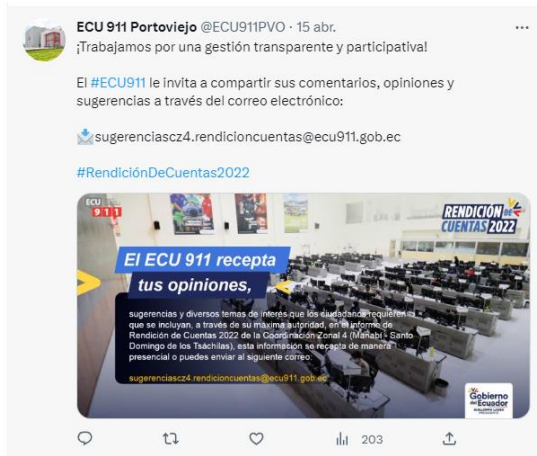 ECU 911 Portoviejo @ECU911PVO · 15 abr.
¡Trabajamos por una gestión transparente y participativa!
El #ECU911 le invita a compartir sus comentarios, opiniones y
sugerencias a través del correo electrónico:
sugerenciascz4.rendicioncuentas@ecu911.gob.ec
#RendiciónDeCuentas2022
ECU
911
RENDICIÓN DE
CUENTAS 2022
El ECU 911 recepta
tus opiniones,
sugerencias y diversos temas de interés que los ciudadanos requieren
que se incluyan, a través de su máxima autoridad, en el informe de
Rendición de Cuentas 2022 de la Coordinación Zonal 4 (Manabí - Santo
Domingo de los Tsáchilas), esta información se recepta de manera
presencial o puedes enviar al siguiente correo:
sugerenciascz4.rendicioncuentas@ecu911.gob.ec
Gobierno
del Ecuador
GUILLERMO LASSO
PRESIDENTE
203